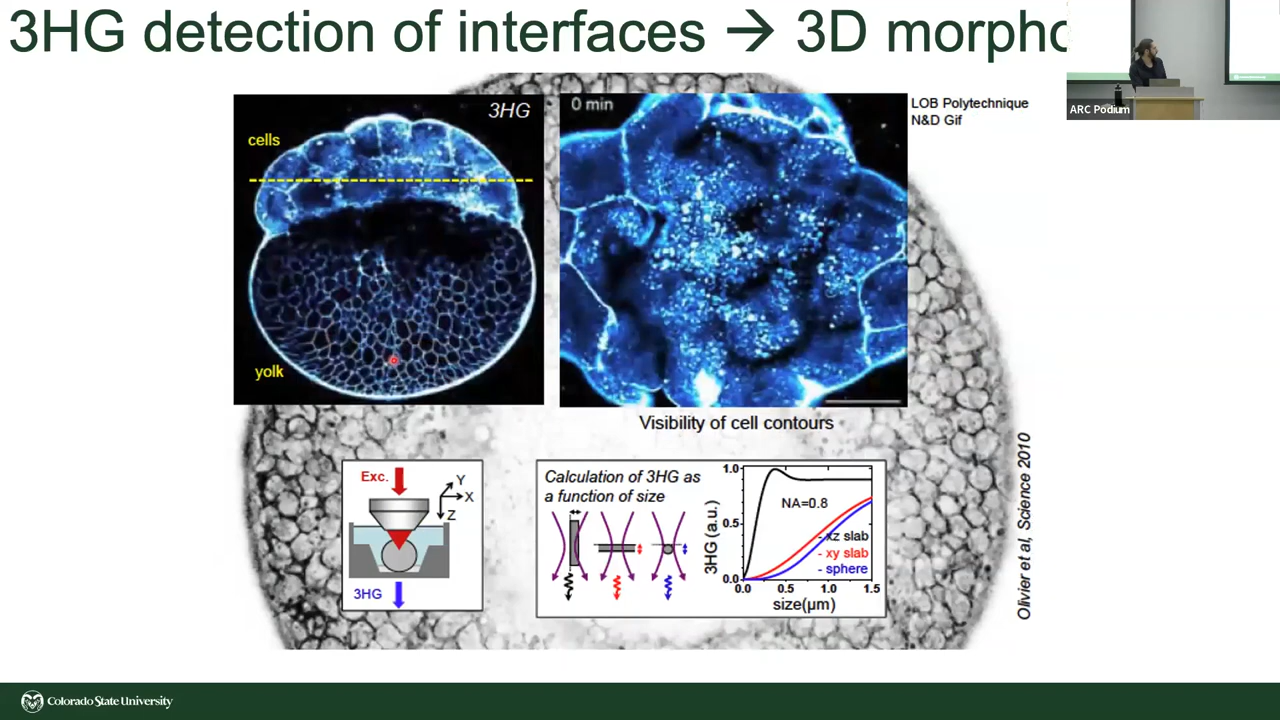 3HG detection of interfaces → 3D morpho
ARC Podium
3HG
cells
yolk
0 min
LOB Polytechnique
N&D Gif
Visibility of cell contours
Olivier et al, Science 2010
Exc.
Y
X
Z
3HG
Calculation of 3HG as
a function of size
3HG (a.u.)
1.0
0.5
0.0
NA=0.8
- xz slab
- xy slab
- sphere
0.0 0.5 1.0 1.5
size(µm)
Colorado State University